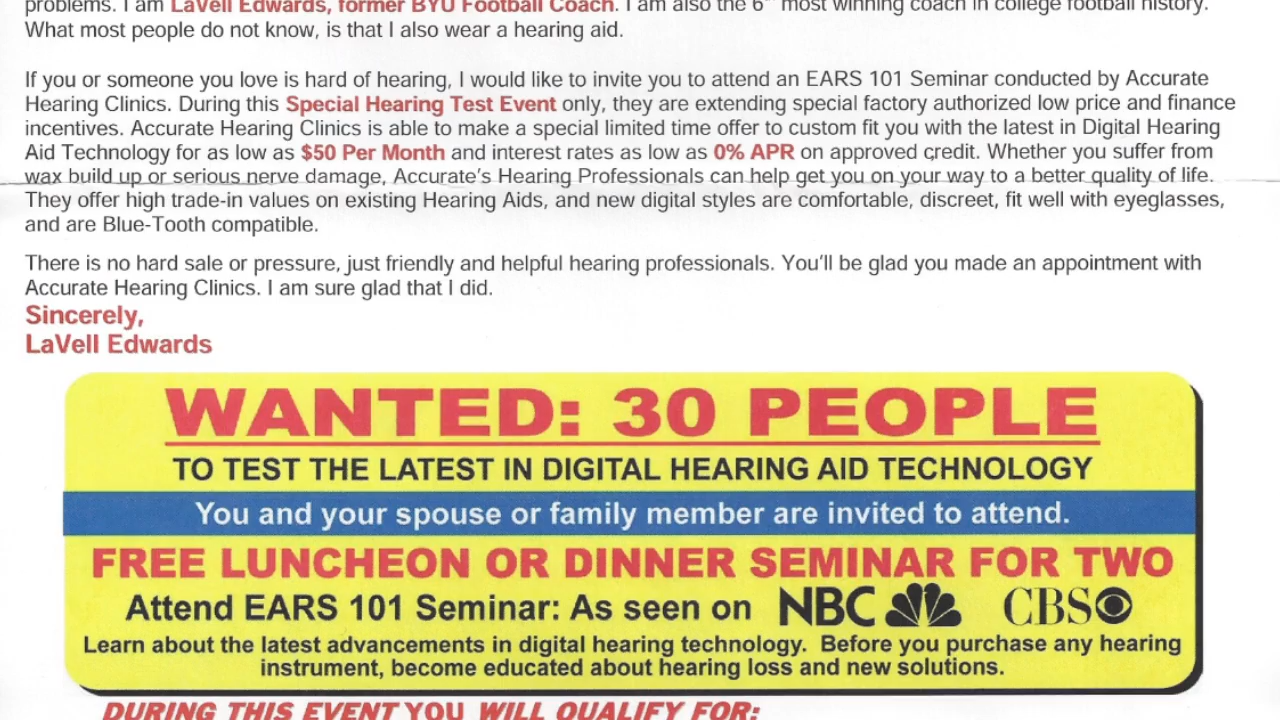 problems. I am LaVell Edwards, former BYU Football Coach. I am also the 6th most winning coach in college football history.
What most people do not know, is that I also wear a hearing aid.
If you or someone you love is hard of hearing, I would like to invite you to attend an EARS 101 Seminar conducted by Accurate
Hearing Clinics. During this Special Hearing Test Event only, they are extending special factory authorized low price and finance
incentives. Accurate Hearing Clinics is able to make a special limited time offer to custom fit you with the latest in Digital Hearing
Aid Technology for as low as $50 Per Month and interest rates as low as 0% APR on approved credit. Whether you suffer from
wax build up or serious nerve damage, Accurate's Hearing Professionals can help get you on your way to a better quality of life.
They offer high trade-in values on existing Hearing Aids, and new digital styles are comfortable, discreet, fit well with eyeglasses,
and are Blue-Tooth compatible.
There is no hard sale or pressure, just friendly and helpful hearing professionals. You'll be glad you made an appointment with
Accurate Hearing Clinics. I am sure glad that I did.
Sincerely,
LaVell Edwards
WANTED: 30 PEOPLE
TO TEST THE LATEST IN DIGITAL HEARING AID TECHNOLOGY
You and your spouse or family member are invited to attend.
FREE LUNCHEON OR DINNER SEMINAR FOR TWO
Attend EARS 101 Seminar: As seen on NBC CBS
Learn about the latest advancements in digital hearing technology. Before you purchase any hearing
instrument, become educated about hearing loss and new solutions.
DURING THIS EVENT YOU WILL QUALIFY FOR: